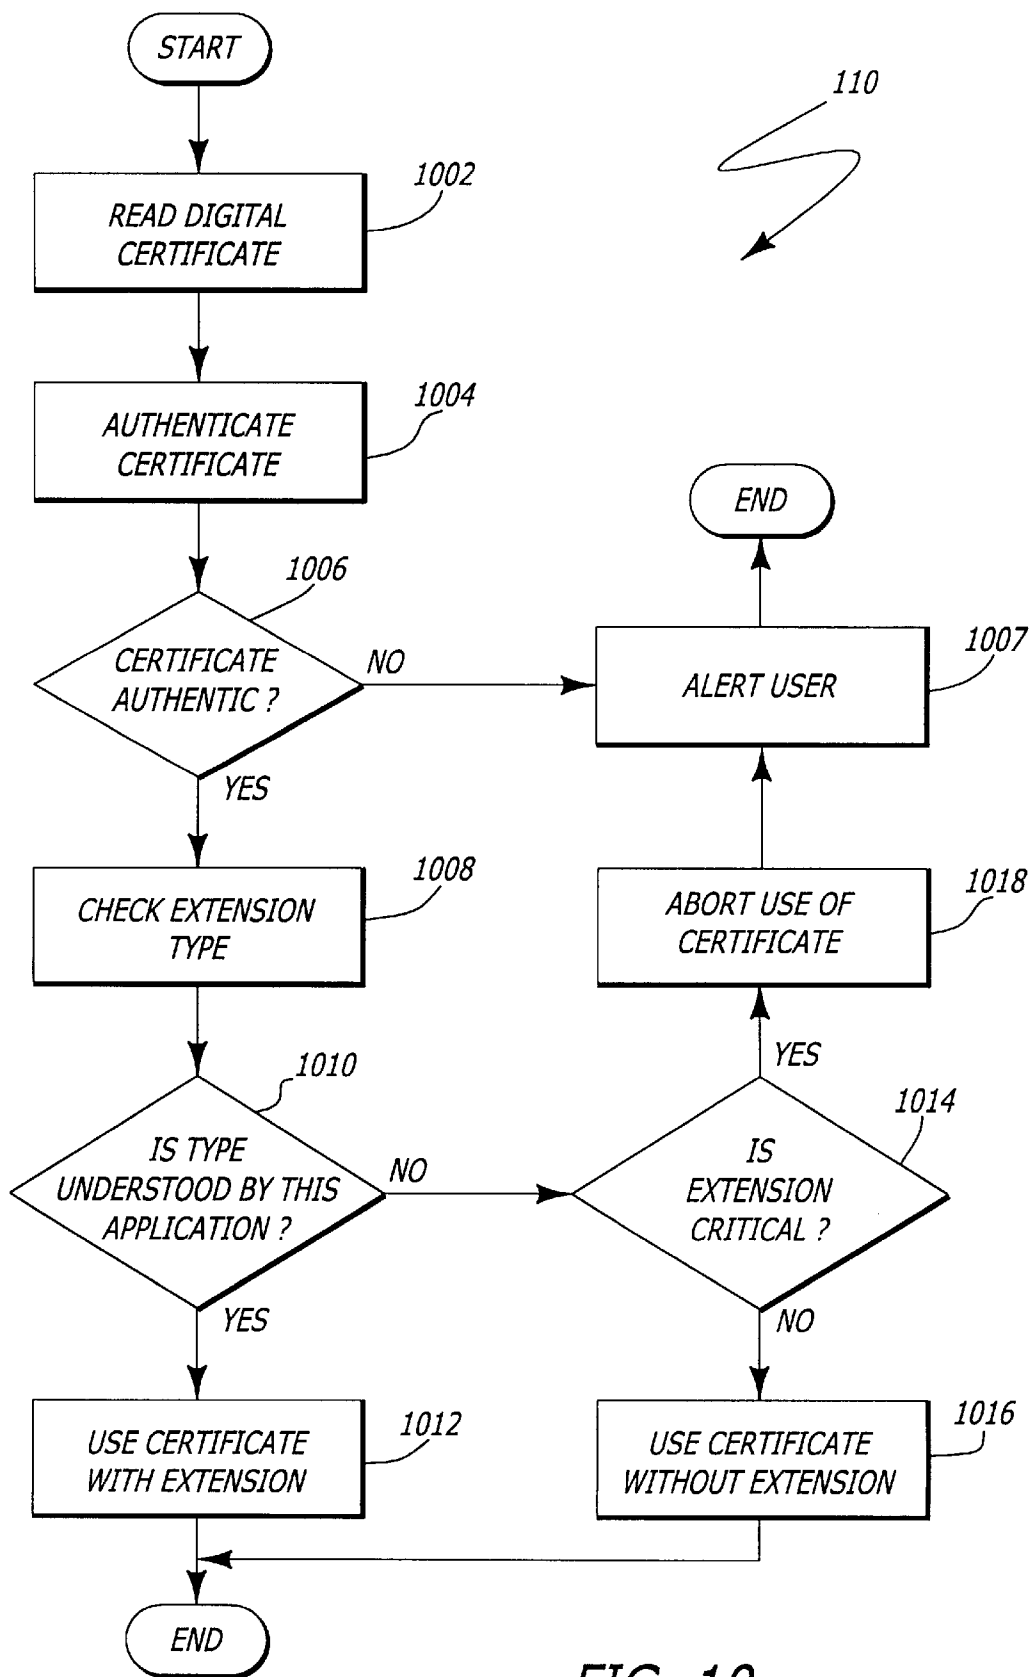 START
110
1002
READ DIGITAL
CERTIFICATE
1004
AUTHENTICATE
CERTIFICATE
END
1006
CERTIFICATE
AUTHENTIC ?
NO
YES
1007
ALERT USER
1008
CHECK EXTENSION
TYPE
1018
ABORT USE OF
CERTIFICATE
YES
1010
IS TYPE
UNDERSTOOD BY THIS
APPLICATION ?
NO
YES
1014
IS
EXTENSION
CRITICAL ?
NO
1012
USE CERTIFICATE
WITH EXTENSION
1016
USE CERTIFICATE
WITHOUT EXTENSION
END
FIG. 10